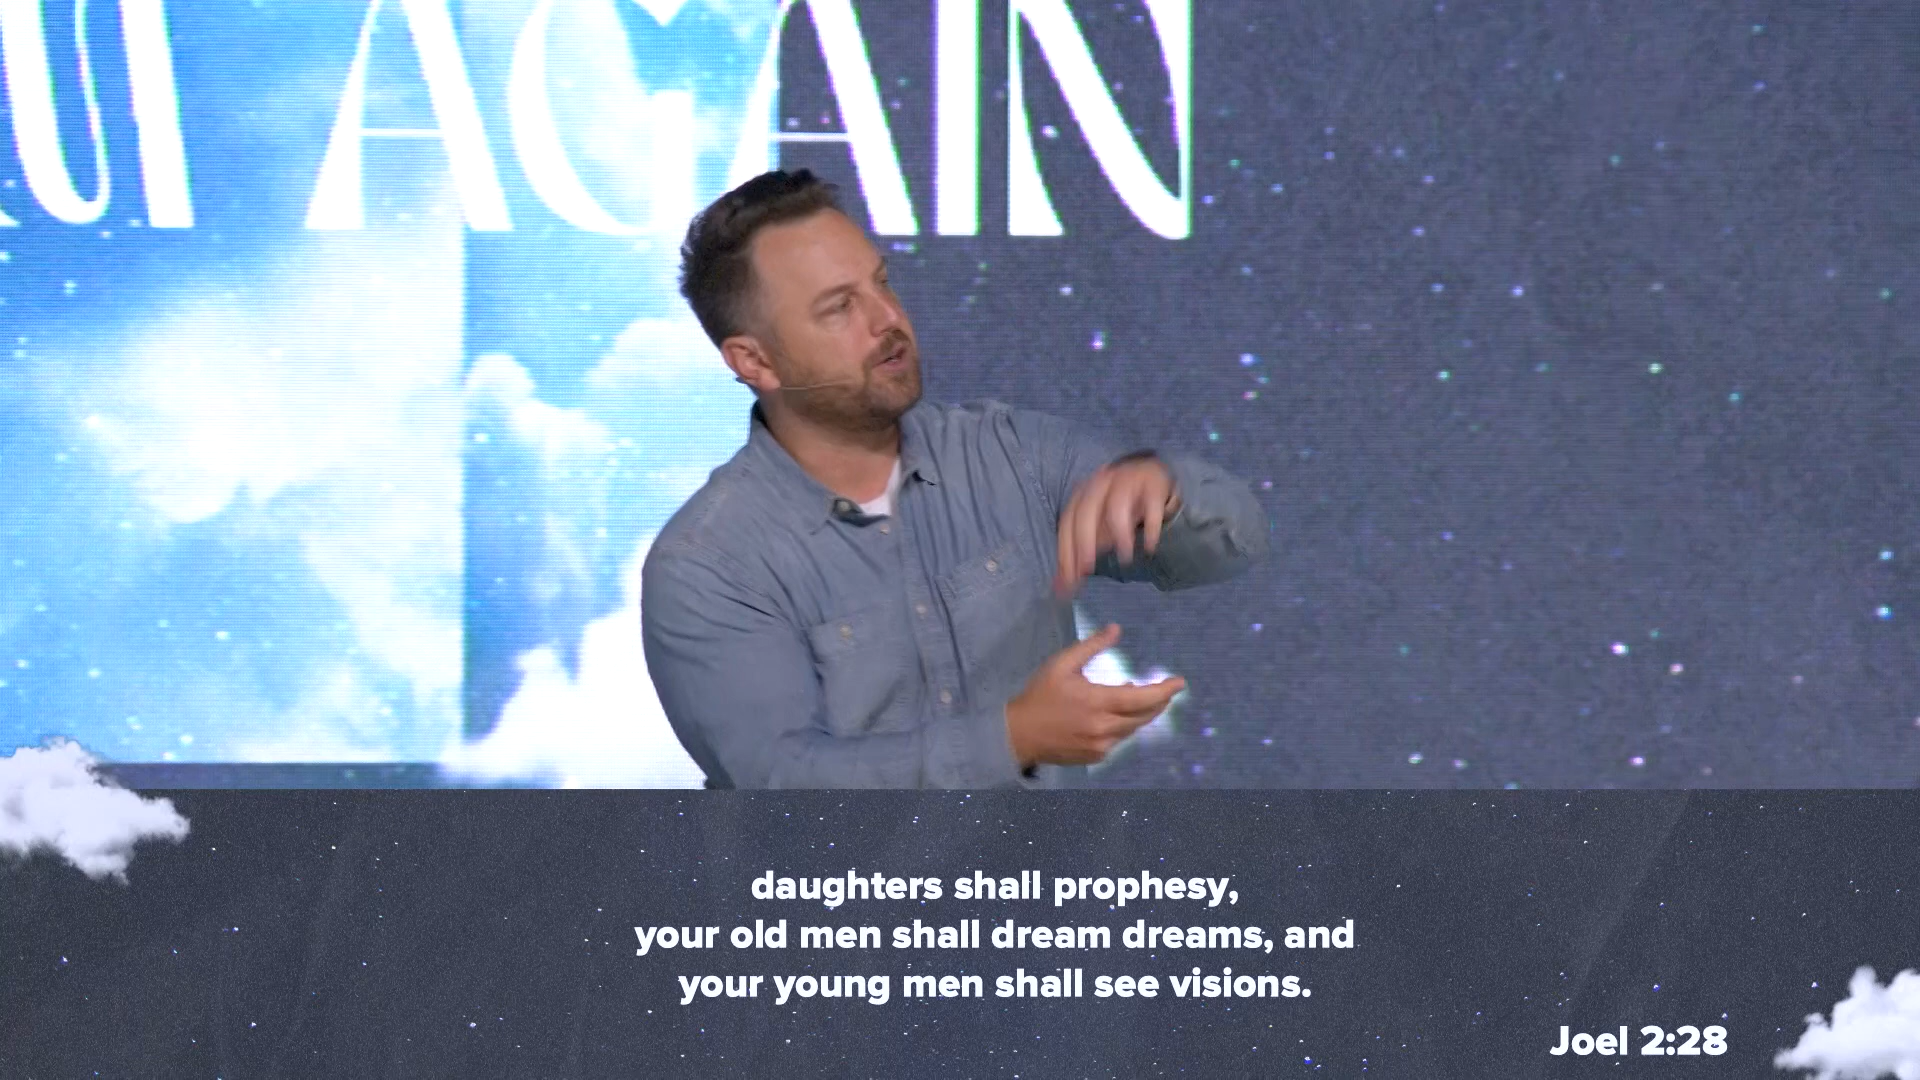 AGAIN
daughters shall prophesy,
your old men shall dream dreams, and
your young men shall see visions.
Joel 2:28